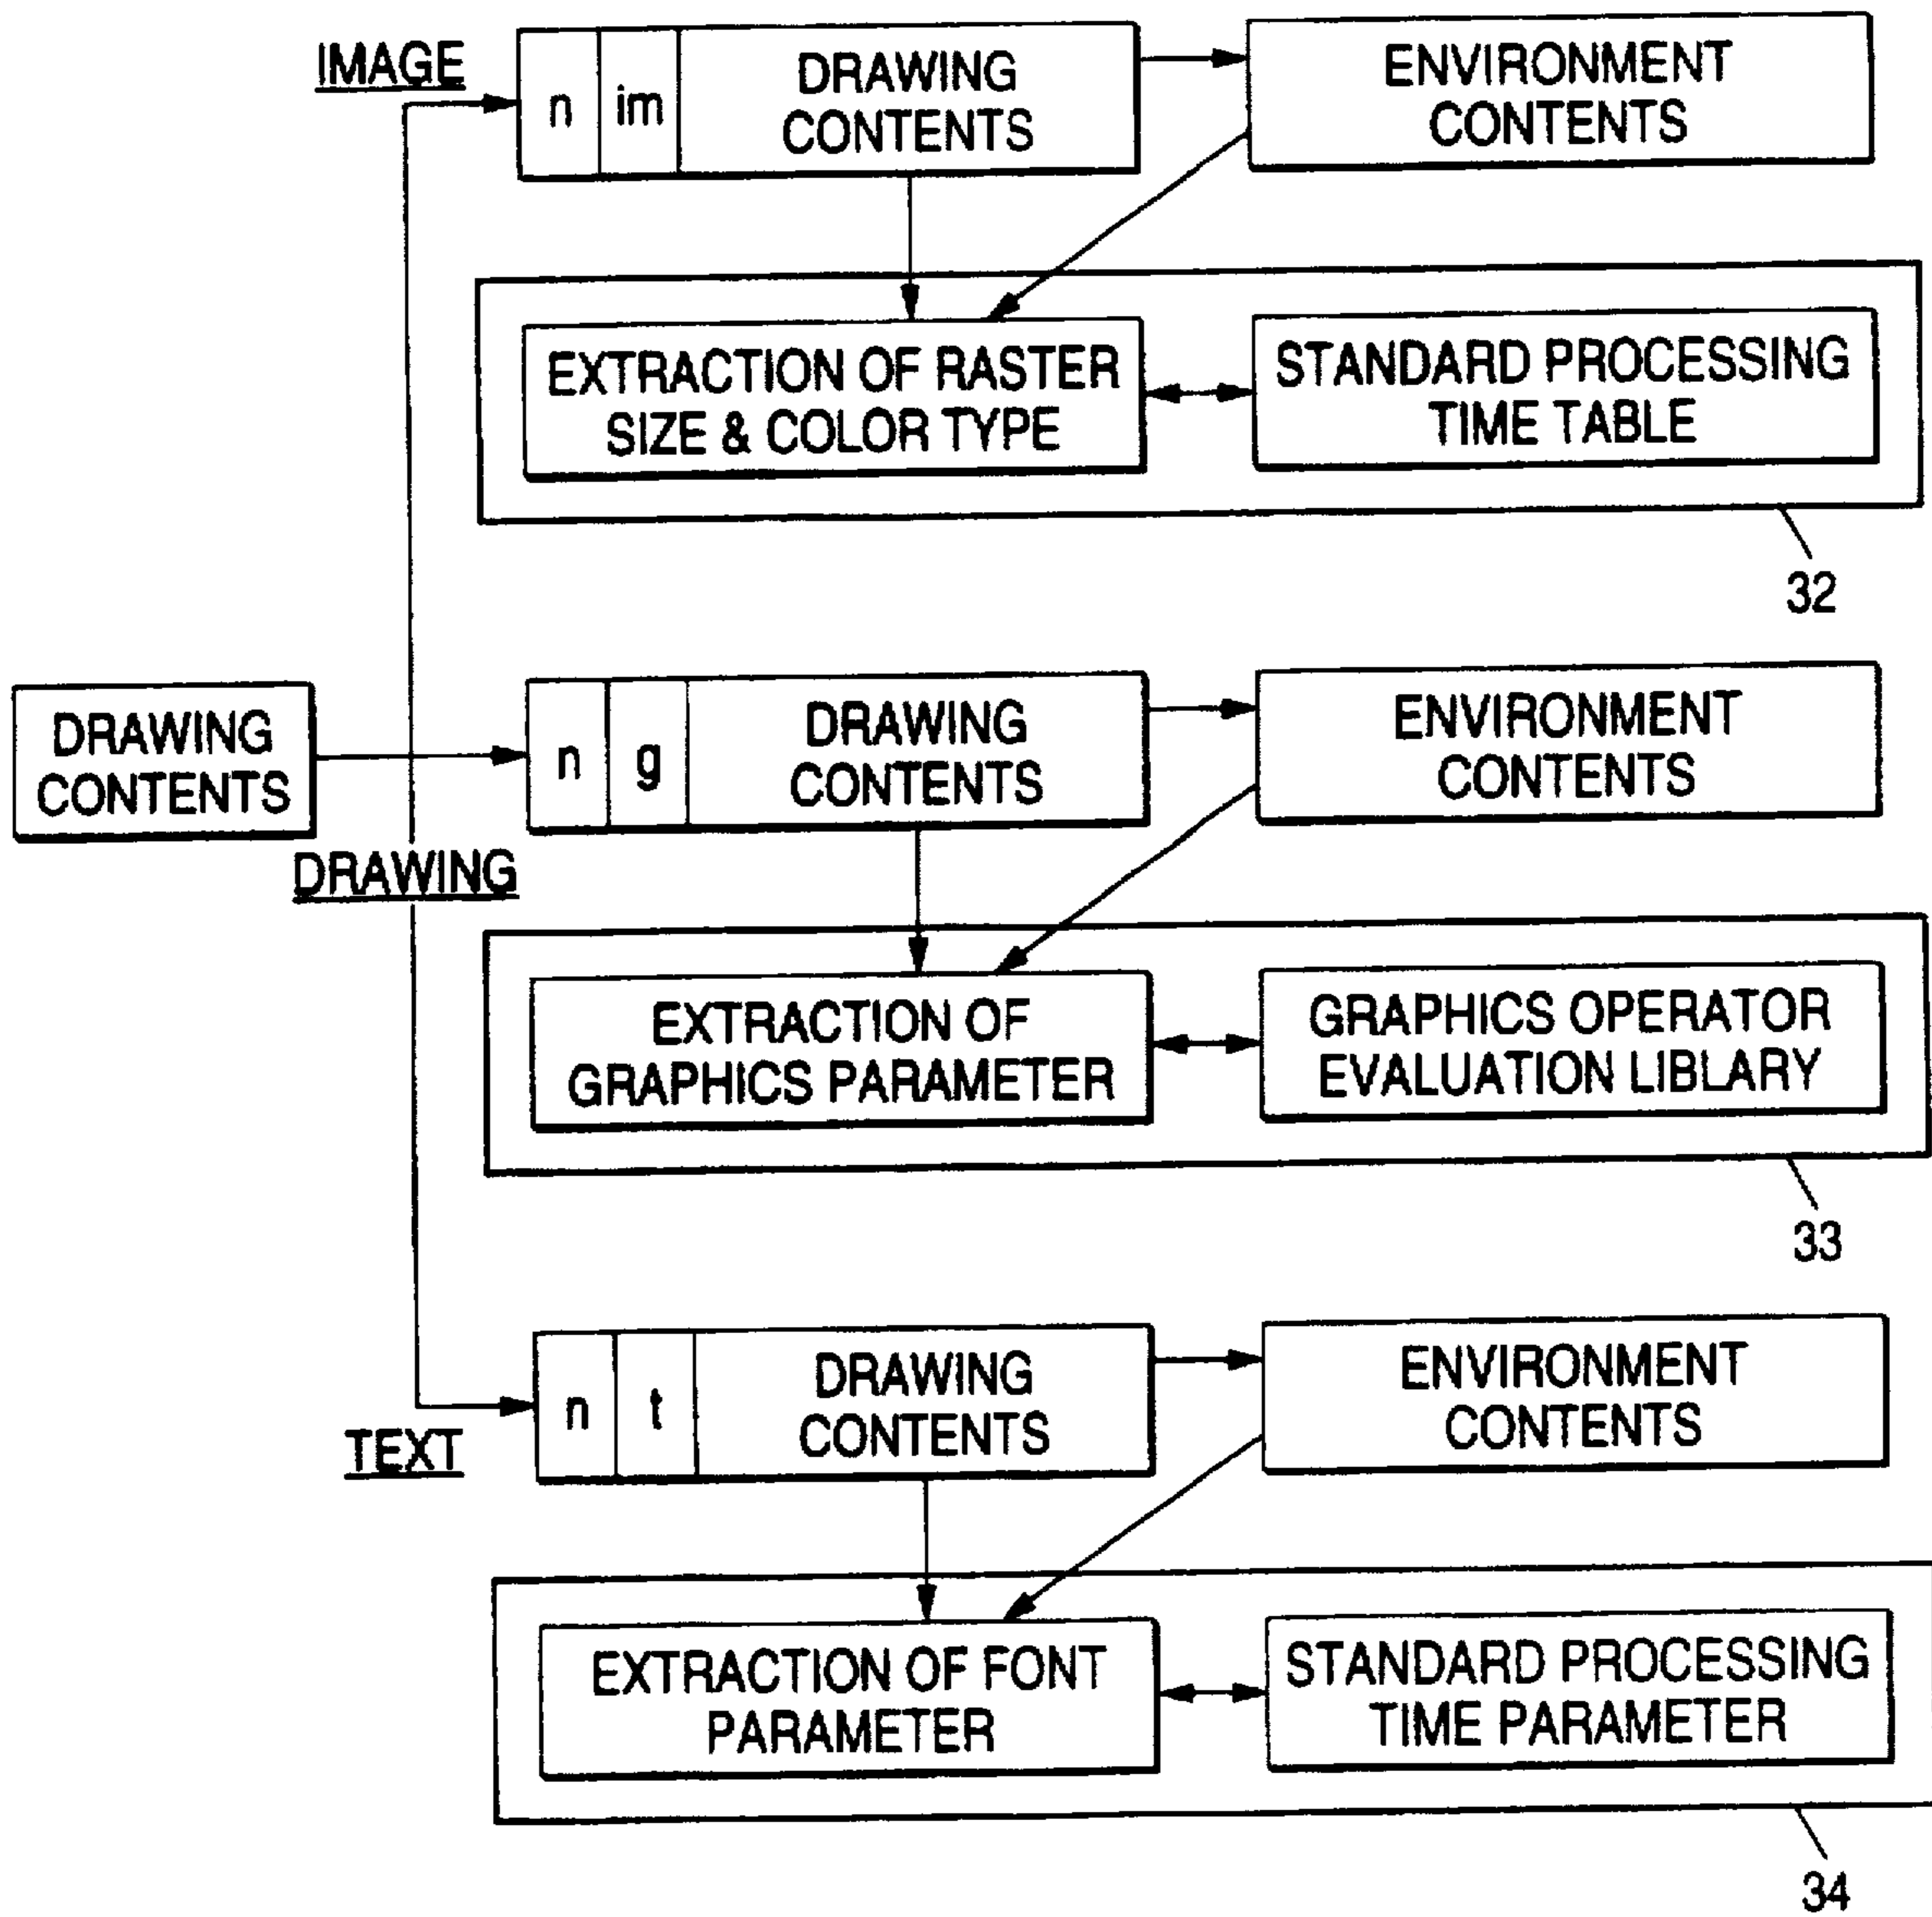 IMAGE
n im DRAWING
CONTENTS
ENVIRONMENT
CONTENTS
EXTRACTION OF RASTER
SIZE & COLOR TYPE
STANDARD PROCESSING
TIME TABLE
32
DRAWING
CONTENTS
DRAWING
n g DRAWING
CONTENTS
ENVIRONMENT
CONTENTS
EXTRACTION OF
GRAPHICS PARAMETER
GRAPHICS OPERATOR
EVALUATION LIBLARY
33
TEXT
n t DRAWING
CONTENTS
ENVIRONMENT
CONTENTS
EXTRACTION OF FONT
PARAMETER
STANDARD PROCESSING
TIME PARAMETER
34